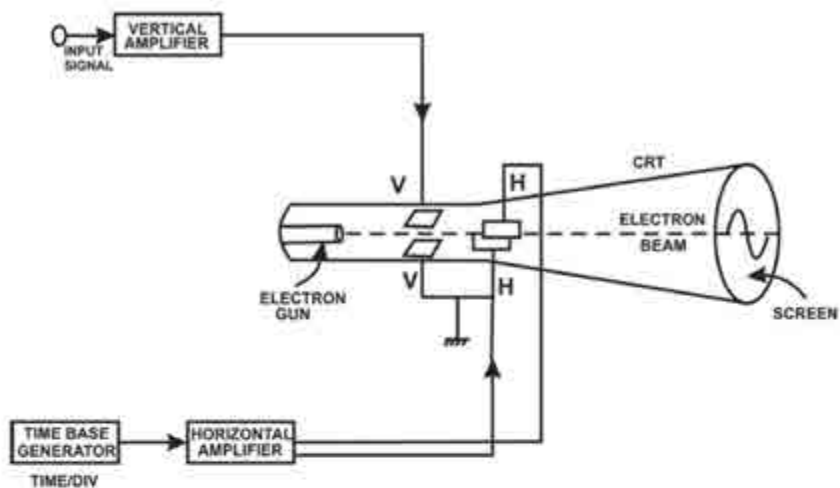 VERTICAL
AMPLIFIER
INPUT
SIGNAL
CRT
V
H
ELECTRON
BEAM
V
H
ELECTRON
GUN
SCREEN
TIME BASE
GENERATOR
HORIZONTAL
AMPLIFIER
TIME/DIV